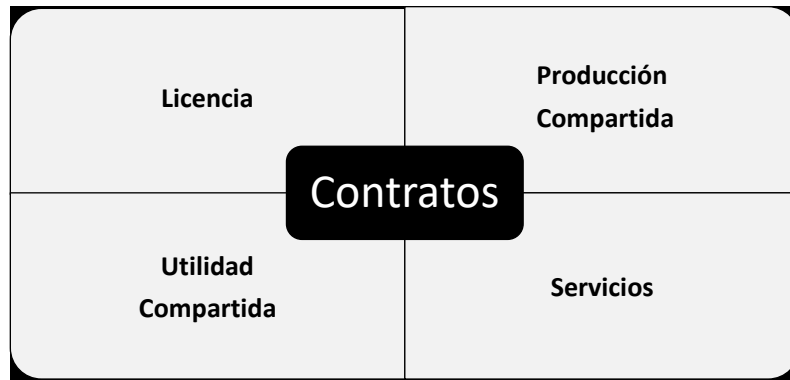 Licencia
Producción
Compartida
Contratos
Utilidad
Compartida
Servicios